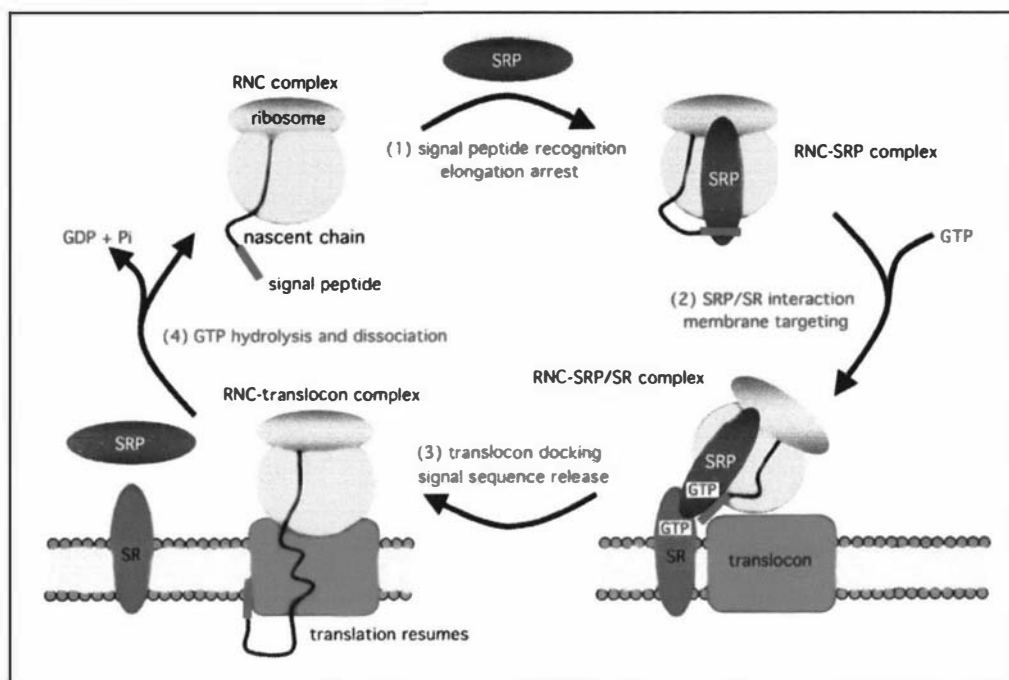 SRP
RNC complex
ribosome
(1) signal peptide recognition
elongation arrest
RNC-SRP complex
SRP
nascent chain
signal peptide
GDP + Pi
GTP
(2) SRP/SR interaction
membrane targeting
(4) GTP hydrolysis and dissociation
RNC-SRP/SR complex
RNC-translocon complex
SRP
(3) translocon docking
signal sequence release
SRP
GTP
GTP
SR
SR
translocon
translation resumes